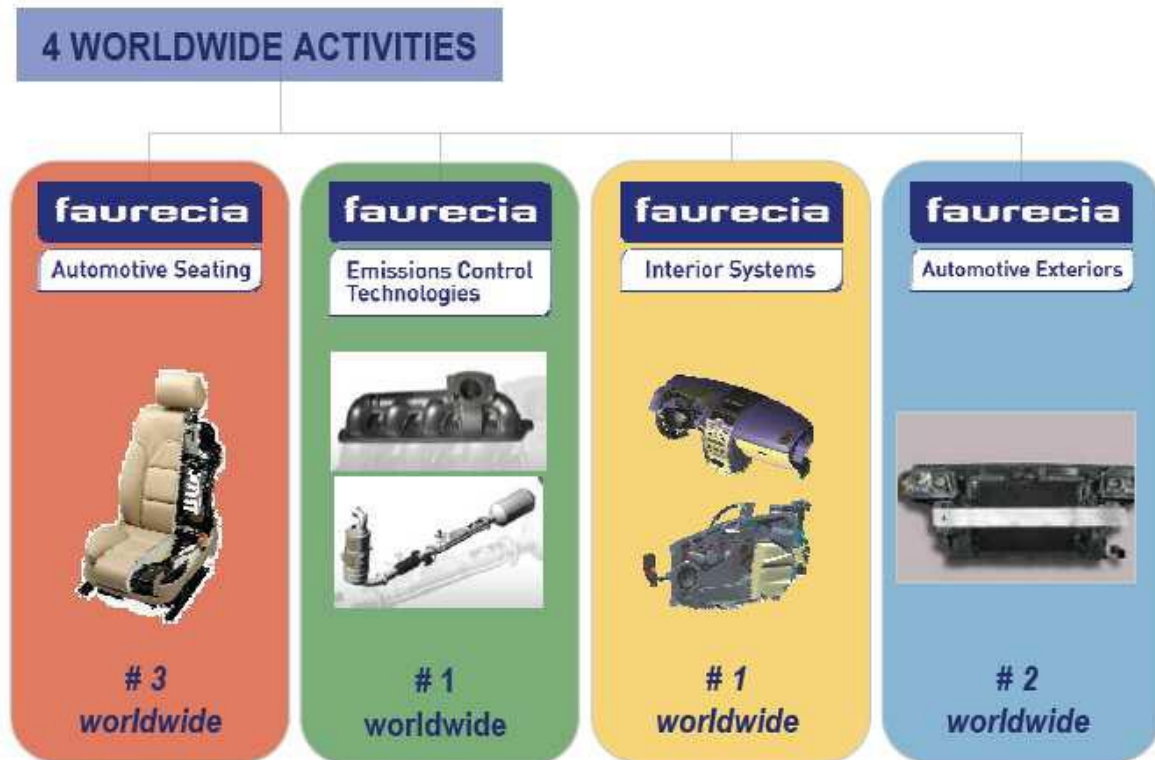 4 WORLDWIDE ACTIVITIES
faurecia
Automotive Seating
# 3
worldwide
faurecia
Emissions Control
Technologies
# 1
worldwide
faurecia
Interior Systems
# 1
worldwide
faurecia
Automotive Exteriors
# 2
worldwide